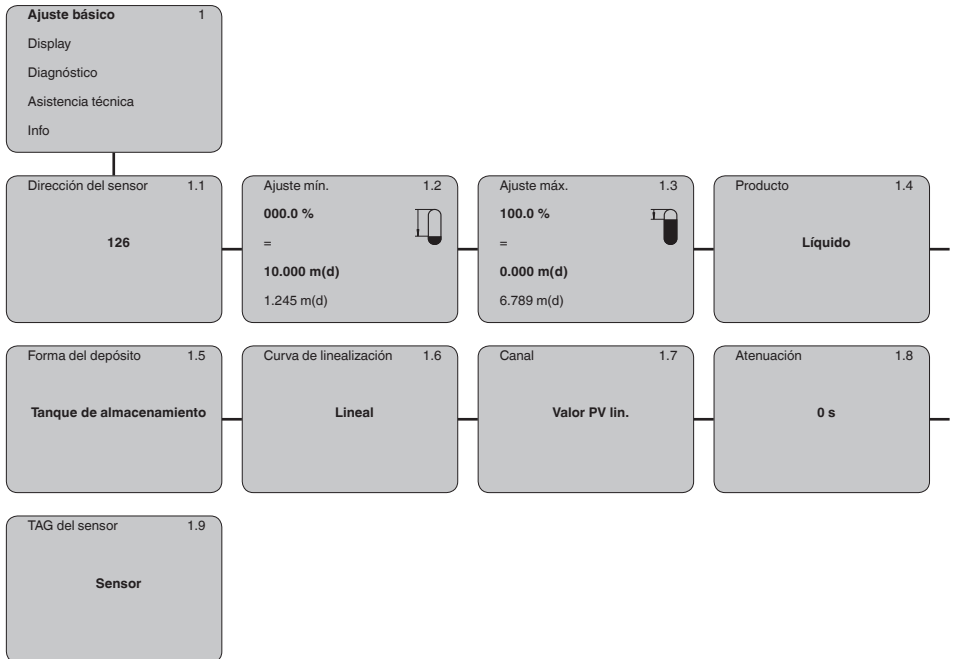 Ajuste básico 1
Display
Diagnóstico
Asistencia técnica
Info
Dirección del sensor 1.1
126
Ajuste mín. 1.2
000.0 %
=
10.000 m(d)
1.245 m(d)
Ajuste máx. 1.3
100.0 %
=
0.000 m(d)
6.789 m(d)
Producto 1.4
Líquido
Forma del depósito 1.5
Tanque de almacenamiento
Curva de linealización 1.6
Lineal
Canal 1.7
Valor PV lin.
Atenuación 1.8
0 s
TAG del sensor 1.9
Sensor